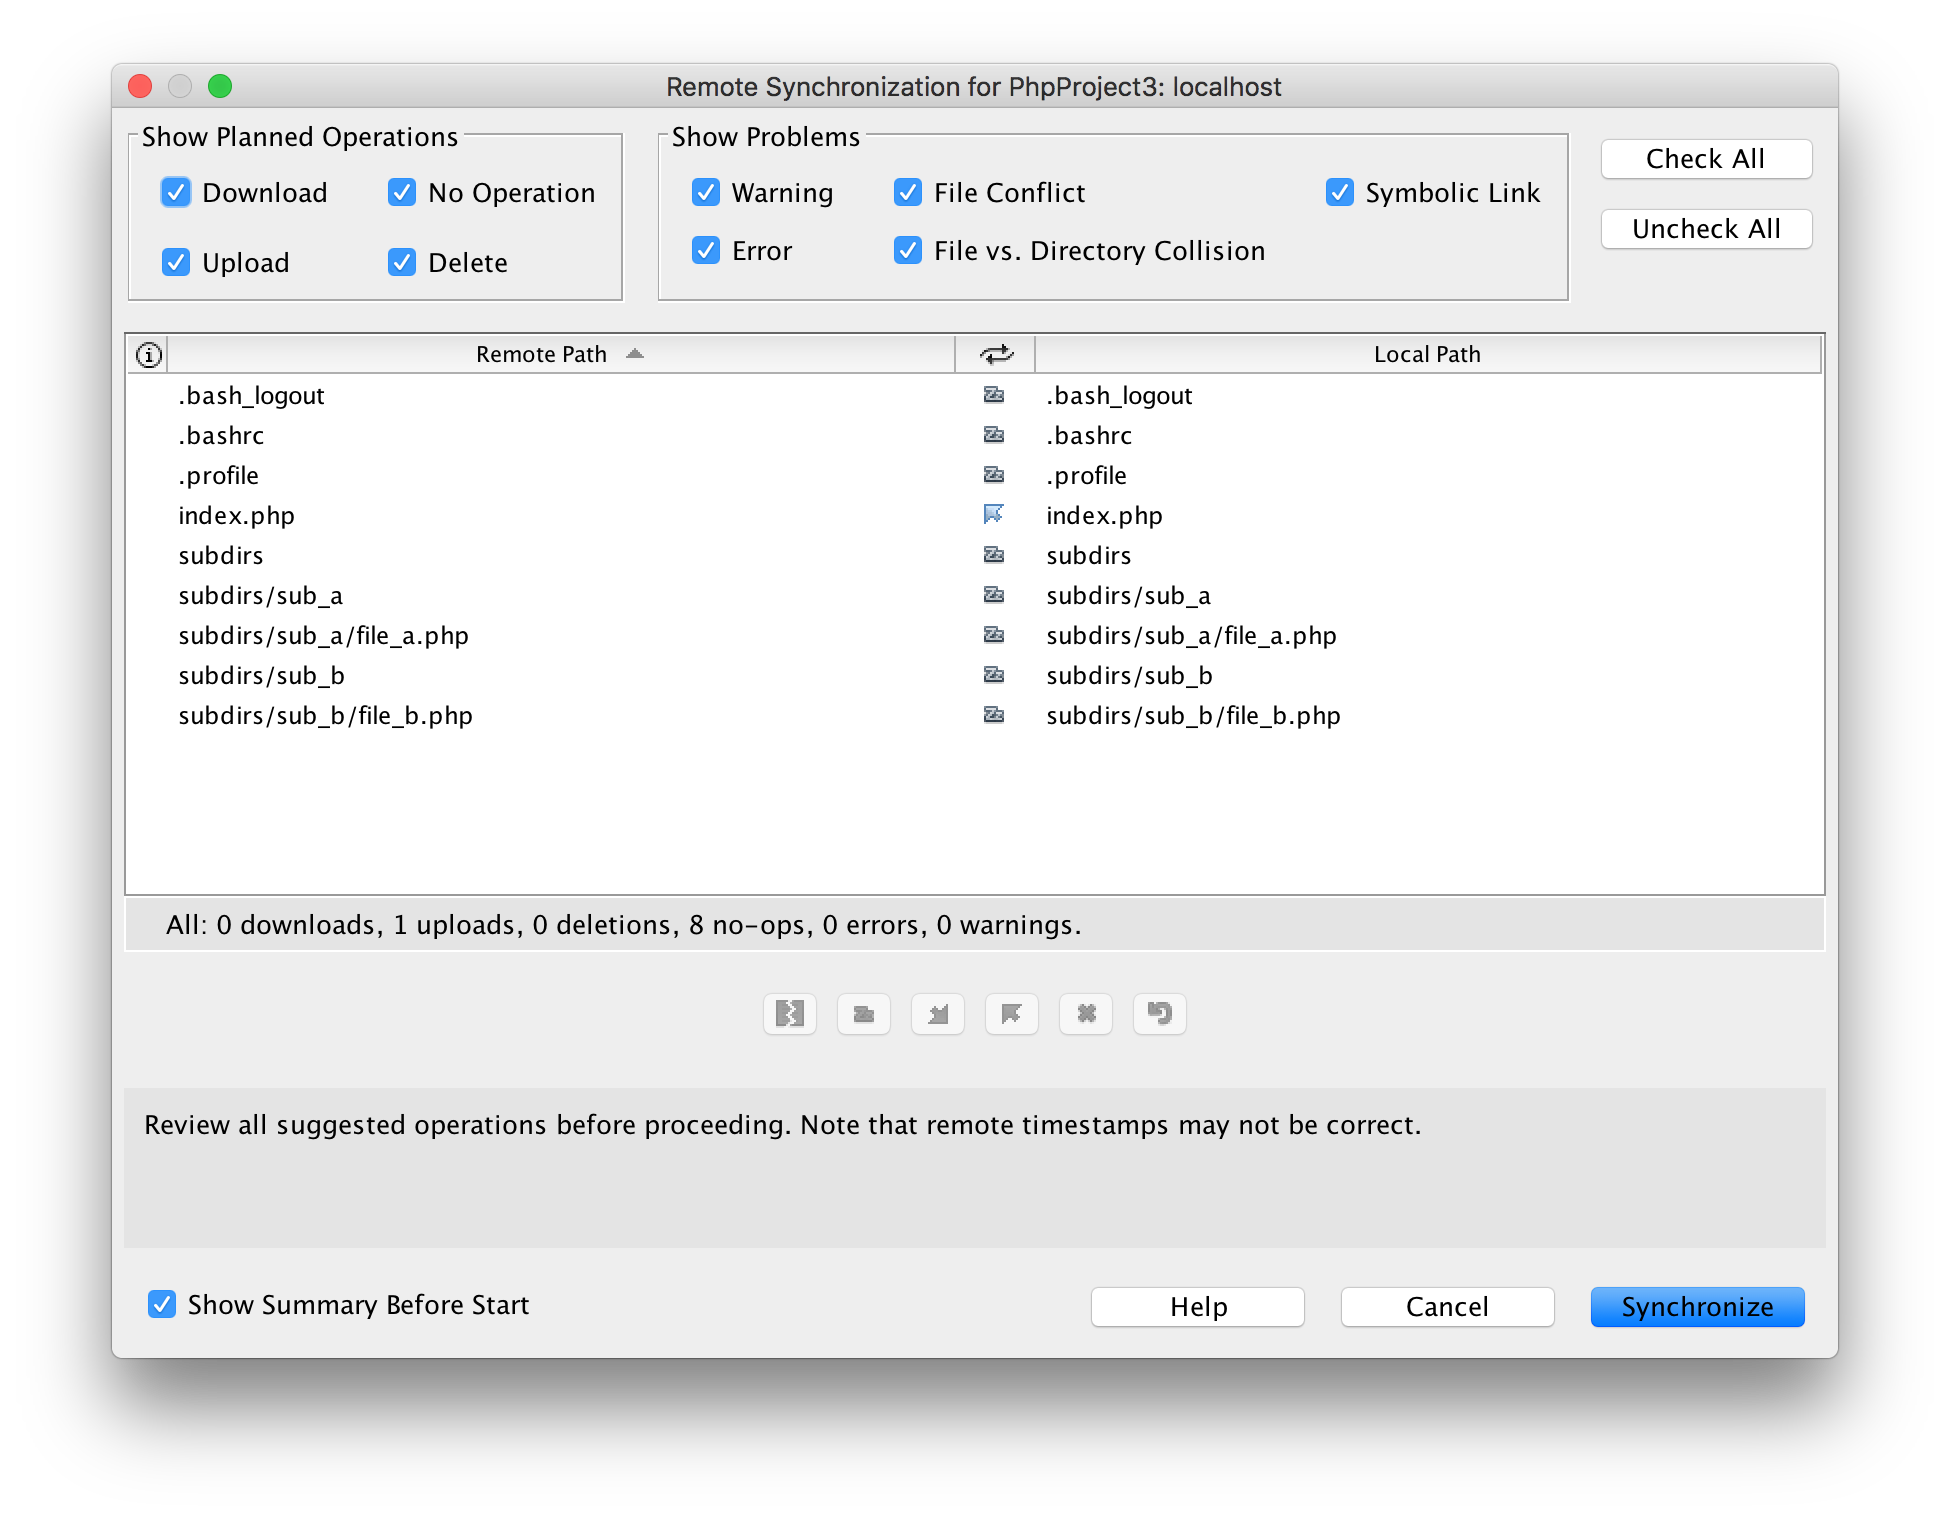 Remote Synchronization for PhpProject3: localhost
Show Planned Operations
Download No Operation
Upload Delete
Show Problems
Warning File Conflict Symbolic Link
Error File vs. Directory Collision
Check All
Uncheck All
Remote Path Local Path
.bash_logout .bash_logout
.bashrc .bashrc
.profile .profile
index.php index.php
subdirs subdirs
subdirs/sub_a subdirs/sub_a
subdirs/sub_a/file_a.php subdirs/sub_a/file_a.php
subdirs/sub_b subdirs/sub_b
subdirs/sub_b/file_b.php subdirs/sub_b/file_b.php
All: 0 downloads, 1 uploads, 0 deletions, 8 no-ops, 0 errors, 0 warnings.
Review all suggested operations before proceeding. Note that remote timestamps may not be correct.
Show Summary Before Start Help Cancel Synchronize